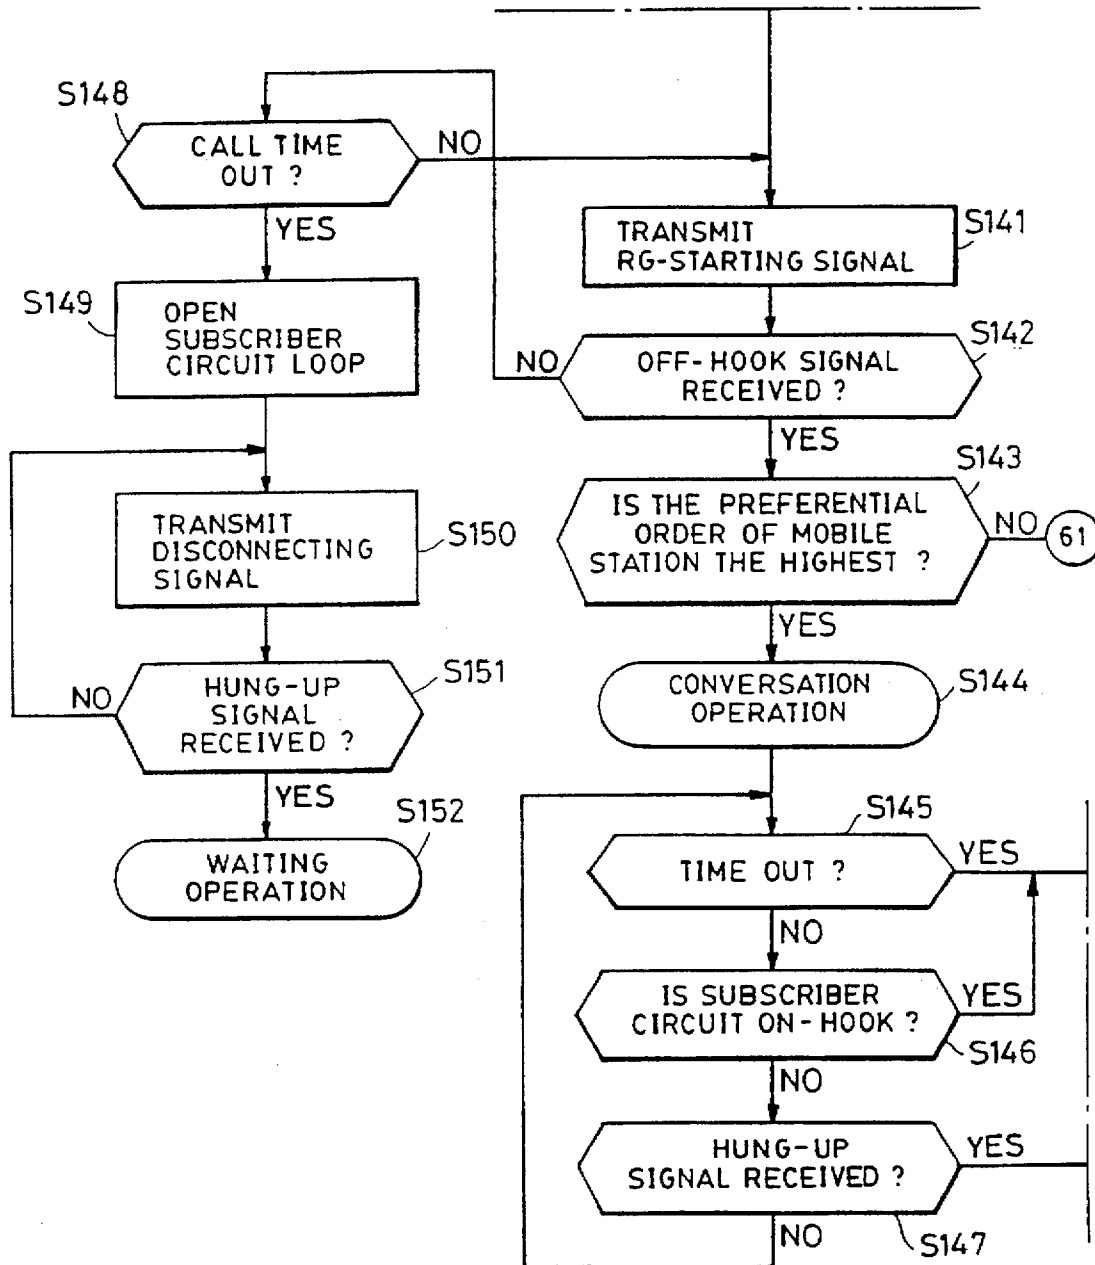 S148
CALL TIME
OUT ?
NO
YES
S149
OPEN
SUBSCRIBER
CIRCUIT LOOP
TRANSMIT
DISCONNECTING
SIGNAL
S150
HUNG-UP
SIGNAL
RECEIVED ?
S151
NO
YES
S152
WAITING
OPERATION
TRANSMIT
RG-STARTING SIGNAL
S141
OFF-HOOK SIGNAL
RECEIVED ?
S142
NO
YES
S143
IS THE PREFERENTIAL
ORDER OF MOBILE
STATION THE HIGHEST ?
NO
61
YES
CONVERSATION
OPERATION
S144
S145
TIME OUT ?
YES
NO
IS SUBSCRIBER
CIRCUIT ON-HOOK ?
YES
S146
NO
HUNG-UP
SIGNAL RECEIVED ?
YES
S147
NO